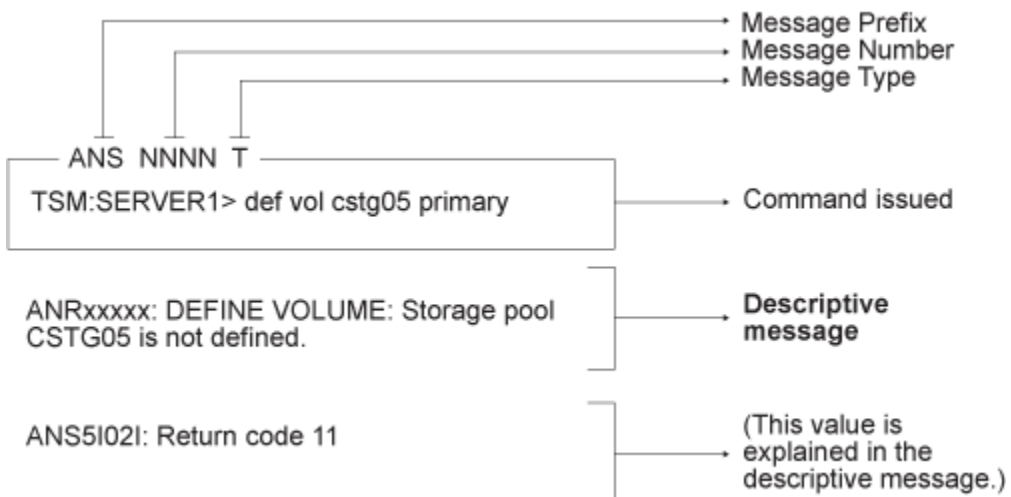 Message Prefix
Message Number
Message Type
ANS NNNN T
TSM:SERVER1> def vol cstg05 primary
Command issued
ANRxxxxx: DEFINE VOLUME: Storage pool
CSTG05 is not defined.
Descriptive
message
ANS5I02I: Return code 11
(This value is
explained in the
descriptive message.)